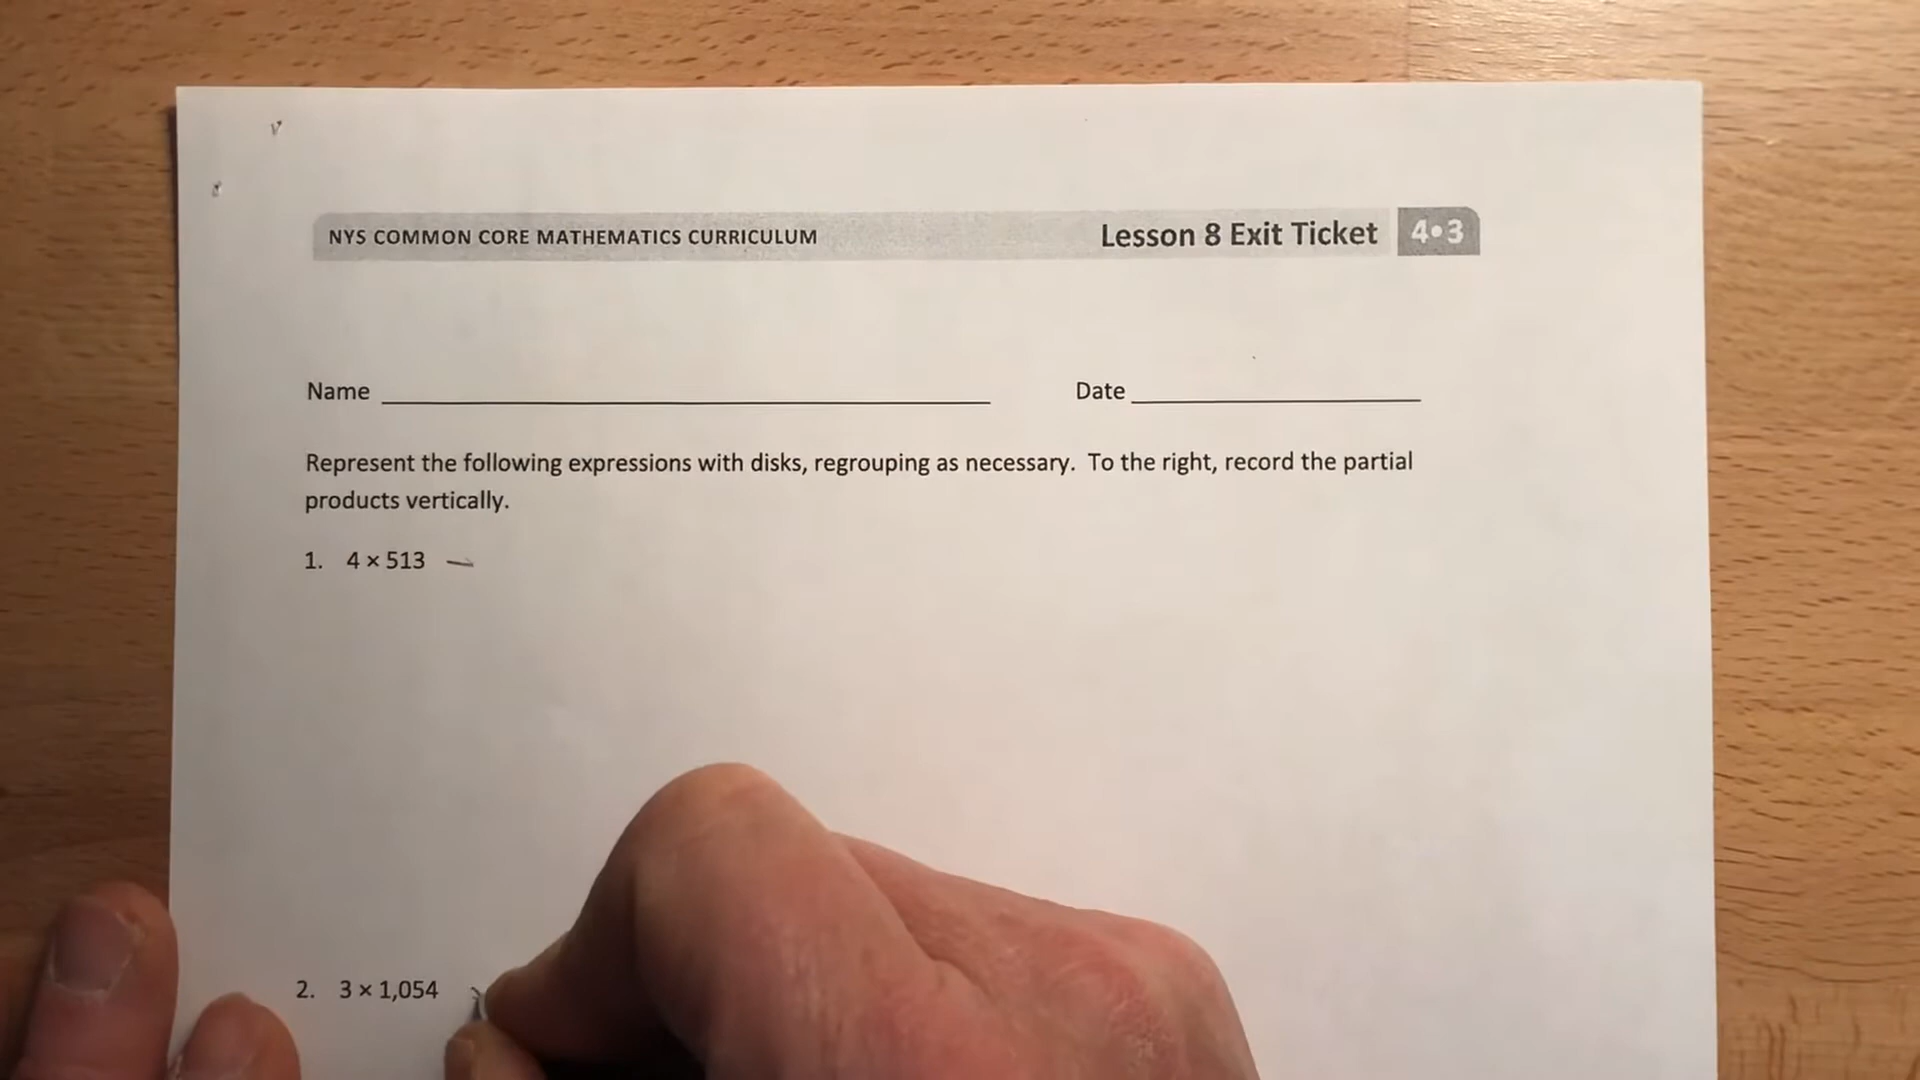 NYS COMMON CORE MATHEMATICS CURRICULUM Lesson 8 Exit Ticket 4•3
Name Date
Represent the following expressions with disks, regrouping as necessary. To the right, record the partial
products vertically.
1. 4 × 513
2. 3 × 1,054